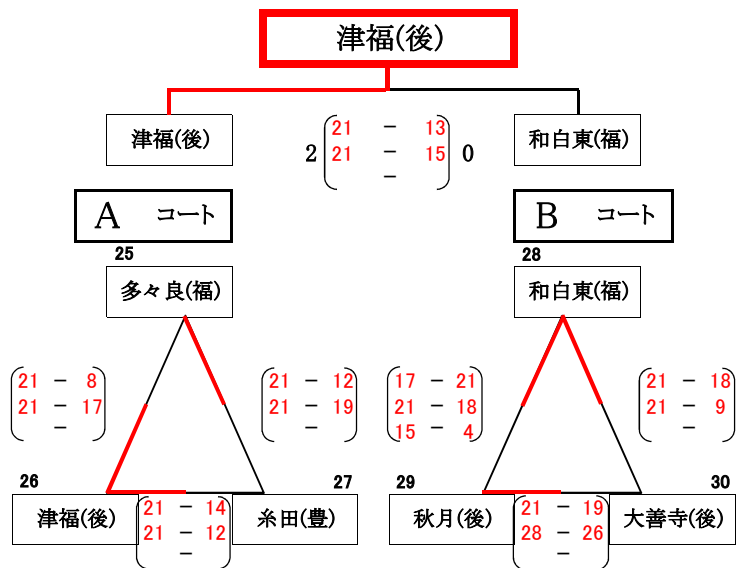 津福(後)
津福(後)
和白東(福)
2
21 － 13
21 － 15
－
0
A コート
B コート
25
28
多々良(福)
和白東(福)
21 － 8
21 － 17
－
21 － 12
21 － 19
－
17 － 21
21 － 18
15 － 4
21 － 18
21 － 9
－
26
27
29
30
津福(後)
21 － 14
21 － 12
－
糸田(豊)
秋月(後)
21 － 19
28 － 26
－
大善寺(後)